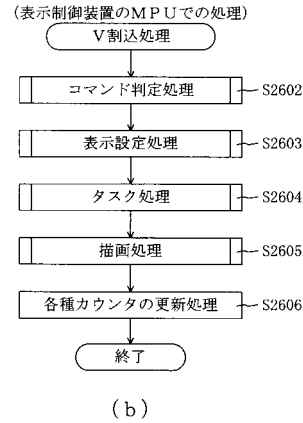 (表示制御装置のMPUでの処理)
V割込処理
コマンド判定処理 S2602
表示設定処理 S2603
タスク処理 S2604
描画処理 S2605
各種カウンタの更新処理 S2606
終了
(b)